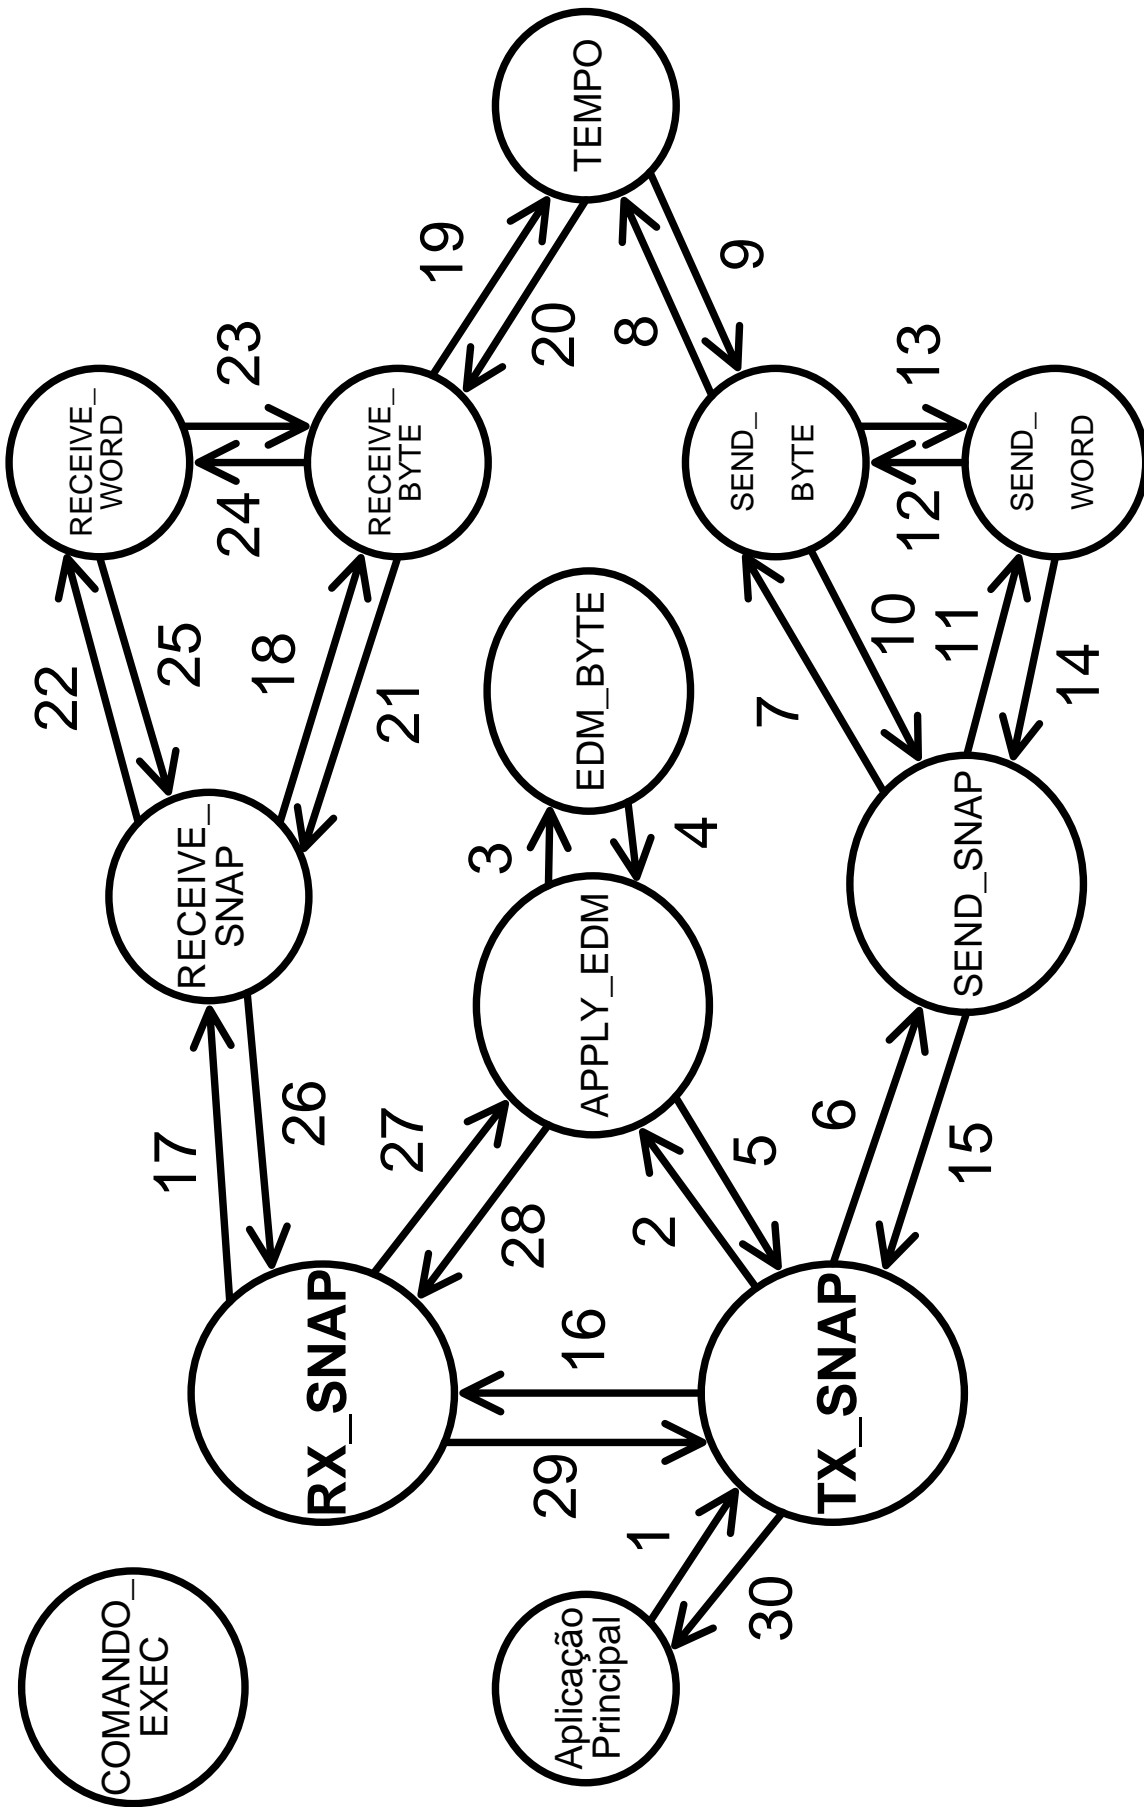 22
RECEIVE_
WORD
COMANDO_
EXEC
17
25
RECEIVE_
SNAP
24
23
18
26
RX_SNAP
27
21
RECEIVE_
BYTE
19
3
28
29
20
Aplicação
Principal
16
APPLY_EDM
EDM_BYTE
TEMPO
1
2
8
4
5
9
30
7
SEND_
BYTE
TX_SNAP
6
10
12
13
11
15
SEND_SNAP
SEND_
WORD
14